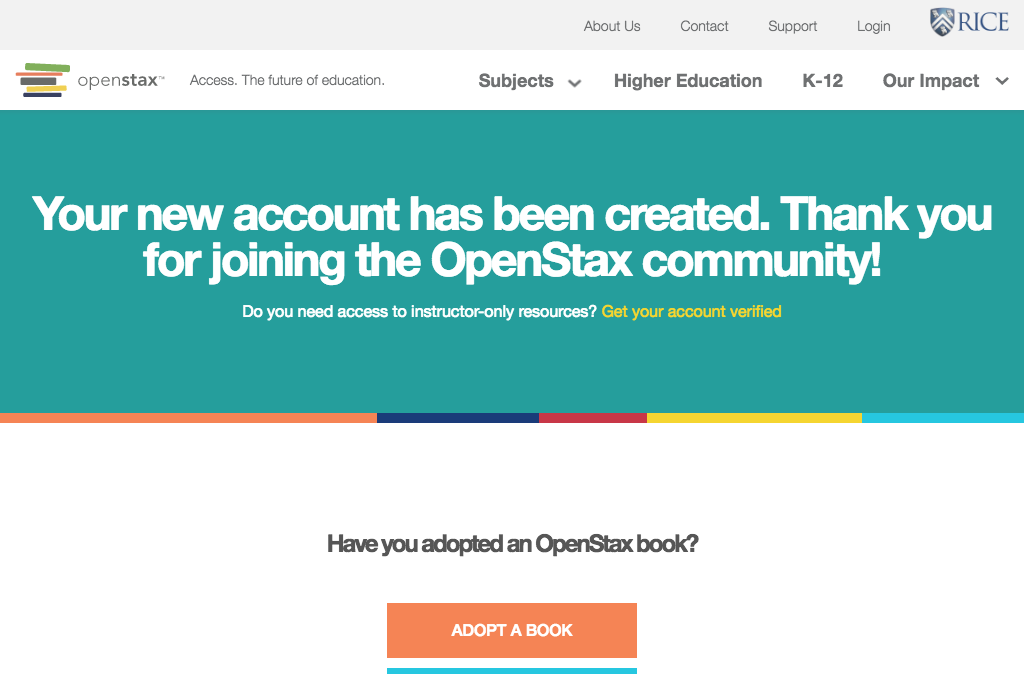 About Us Contact Support Login RICE
openstax™ Access. The future of education. Subjects Higher Education K-12 Our Impact
Your new account has been created. Thank you
for joining the OpenStax community!
Do you need access to instructor-only resources? Get your account verified
Have you adopted an OpenStax book?
ADOPT A BOOK